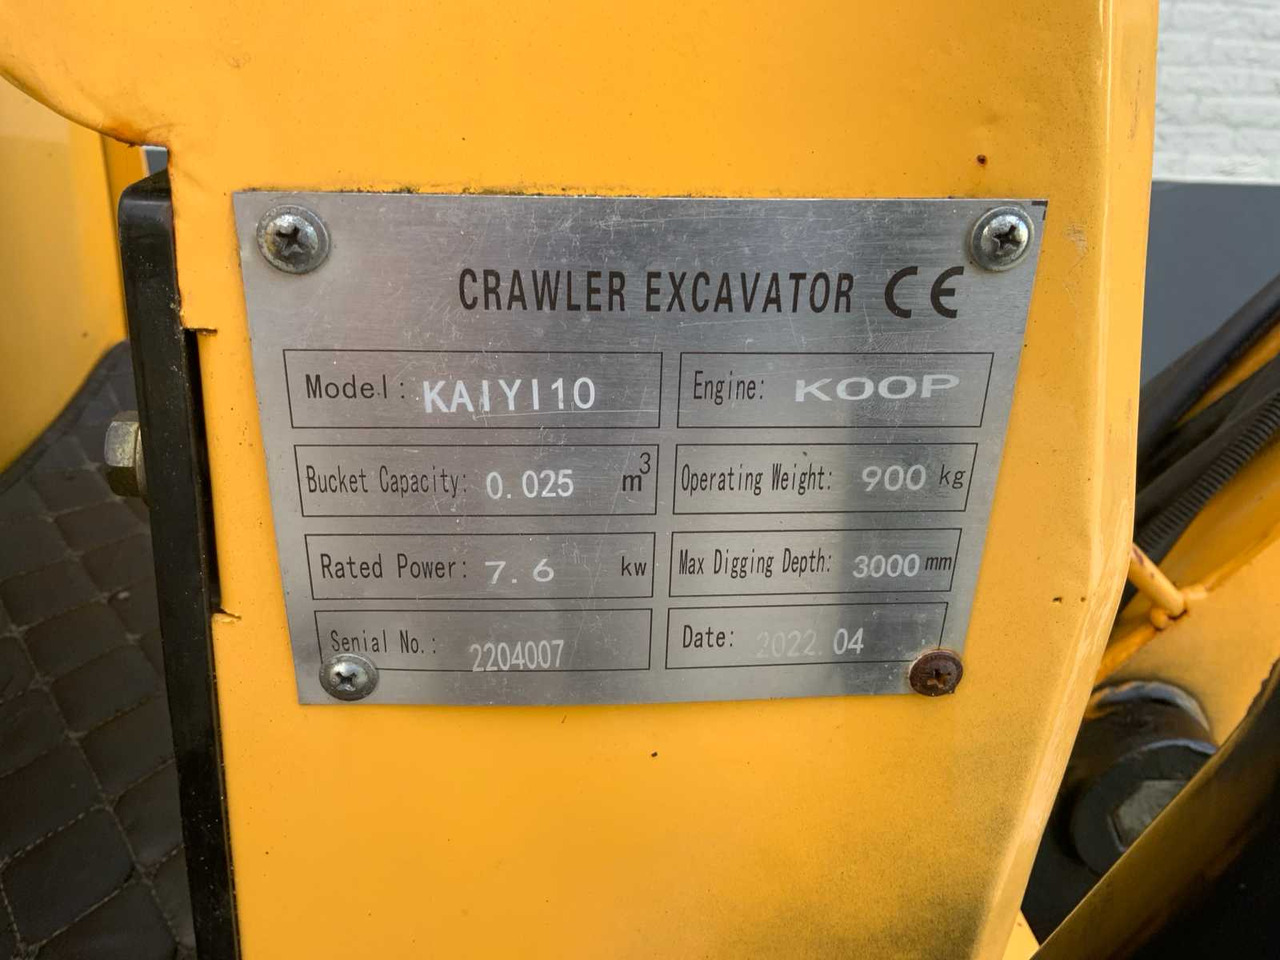 CRAWLER EXCAVATOR CE
Model: KAIYI10 Engine: KOOP
Bucket Capacity: 0.025 m³ Operating Weight: 900 kg
Rated Power: 7.6 kw Max Digging Depth: 3000 mm
Senial No.: 2204007 Date: 2022.04